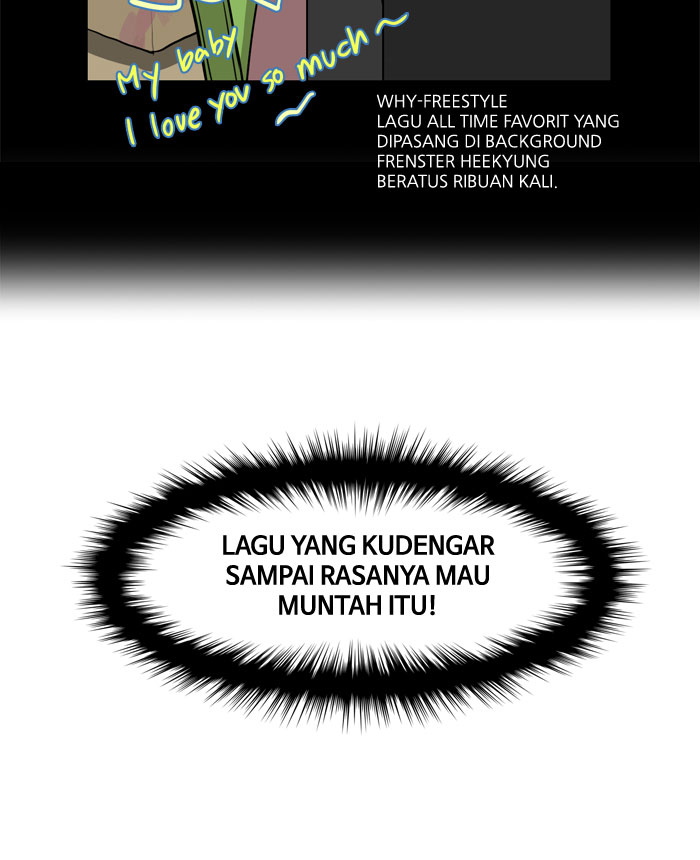 My baby
I love you so much~
~
WHY-FREESTYLE
LAGU ALL TIME FAVORIT YANG
DIPASANG DI BACKGROUND
FRENSTER HEEKYUNG
BERATUS RIBUAN KALI.
LAGU YANG KUDENGAR
SAMPAI RASANYA MAU
MUNTAH ITU!